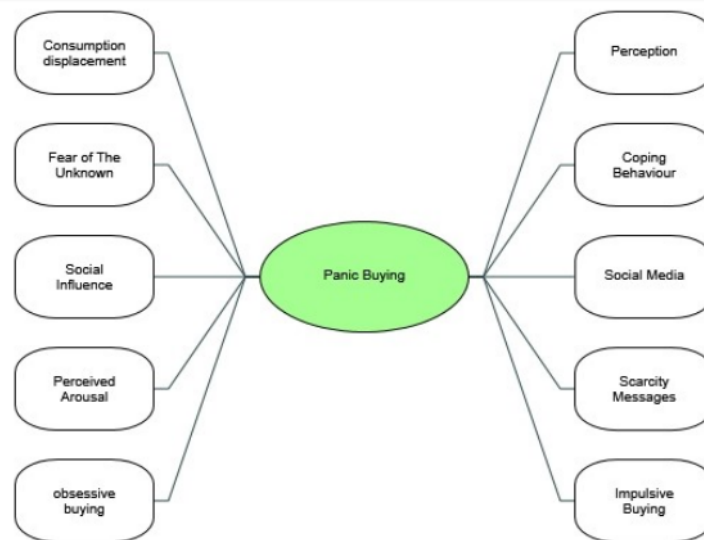 Consumption
displacement
Fear of The
Unknown
Social
Influence
Perceived
Arousal
obsessive
buying
Panic Buying
Perception
Coping
Behaviour
Social Media
Scarcity
Messages
Impulsive
Buying